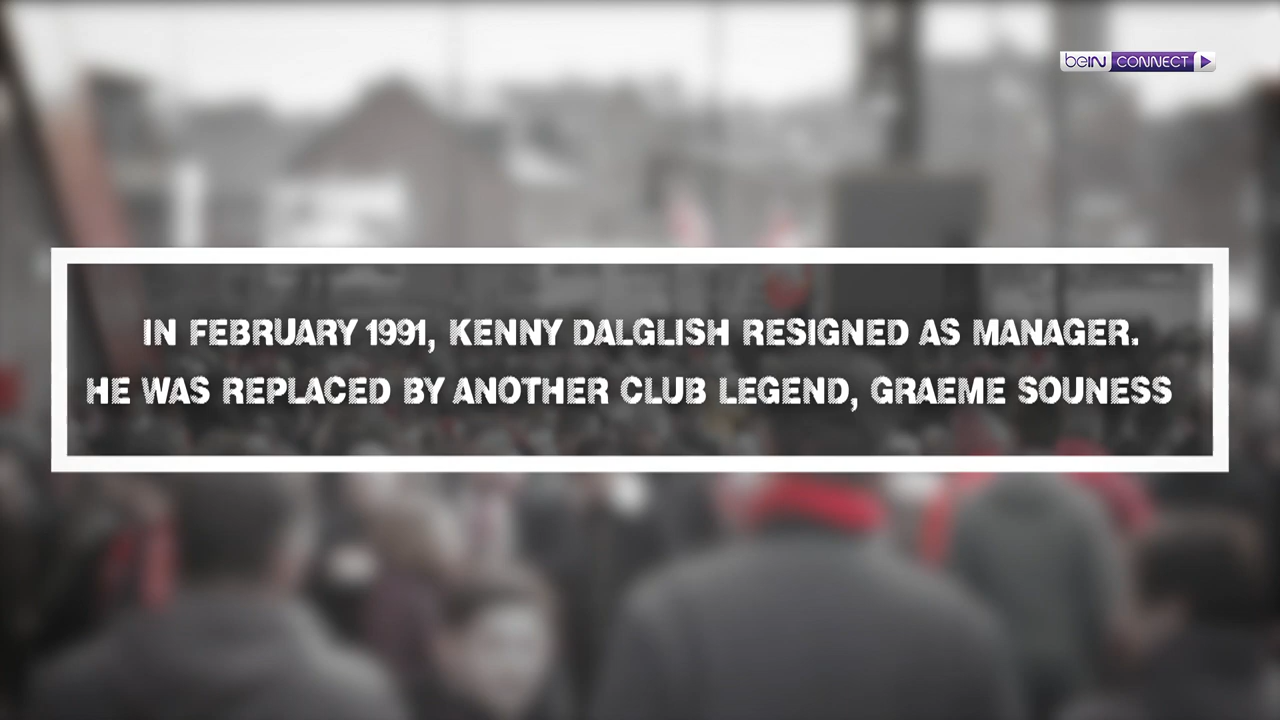 beIN CONNECT
IN FEBRUARY 1991, KENNY DALGLISH RESIGNED AS MANAGER.
HE WAS REPLACED BY ANOTHER CLUB LEGEND, GRAEME SOUNESS